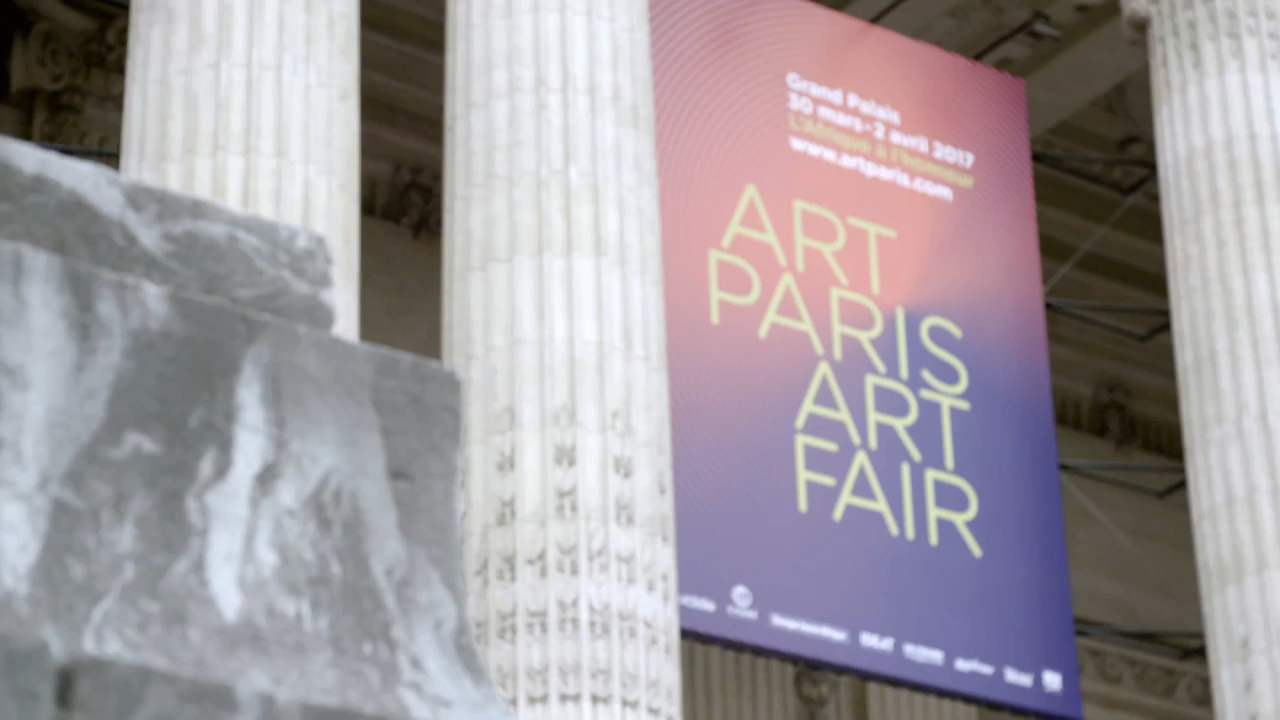 Grand Palais
30 mars - 2 avril 2017
L'Afrique à l'honneur
www.artparis.com
ART
PARIS
ART
FAIR